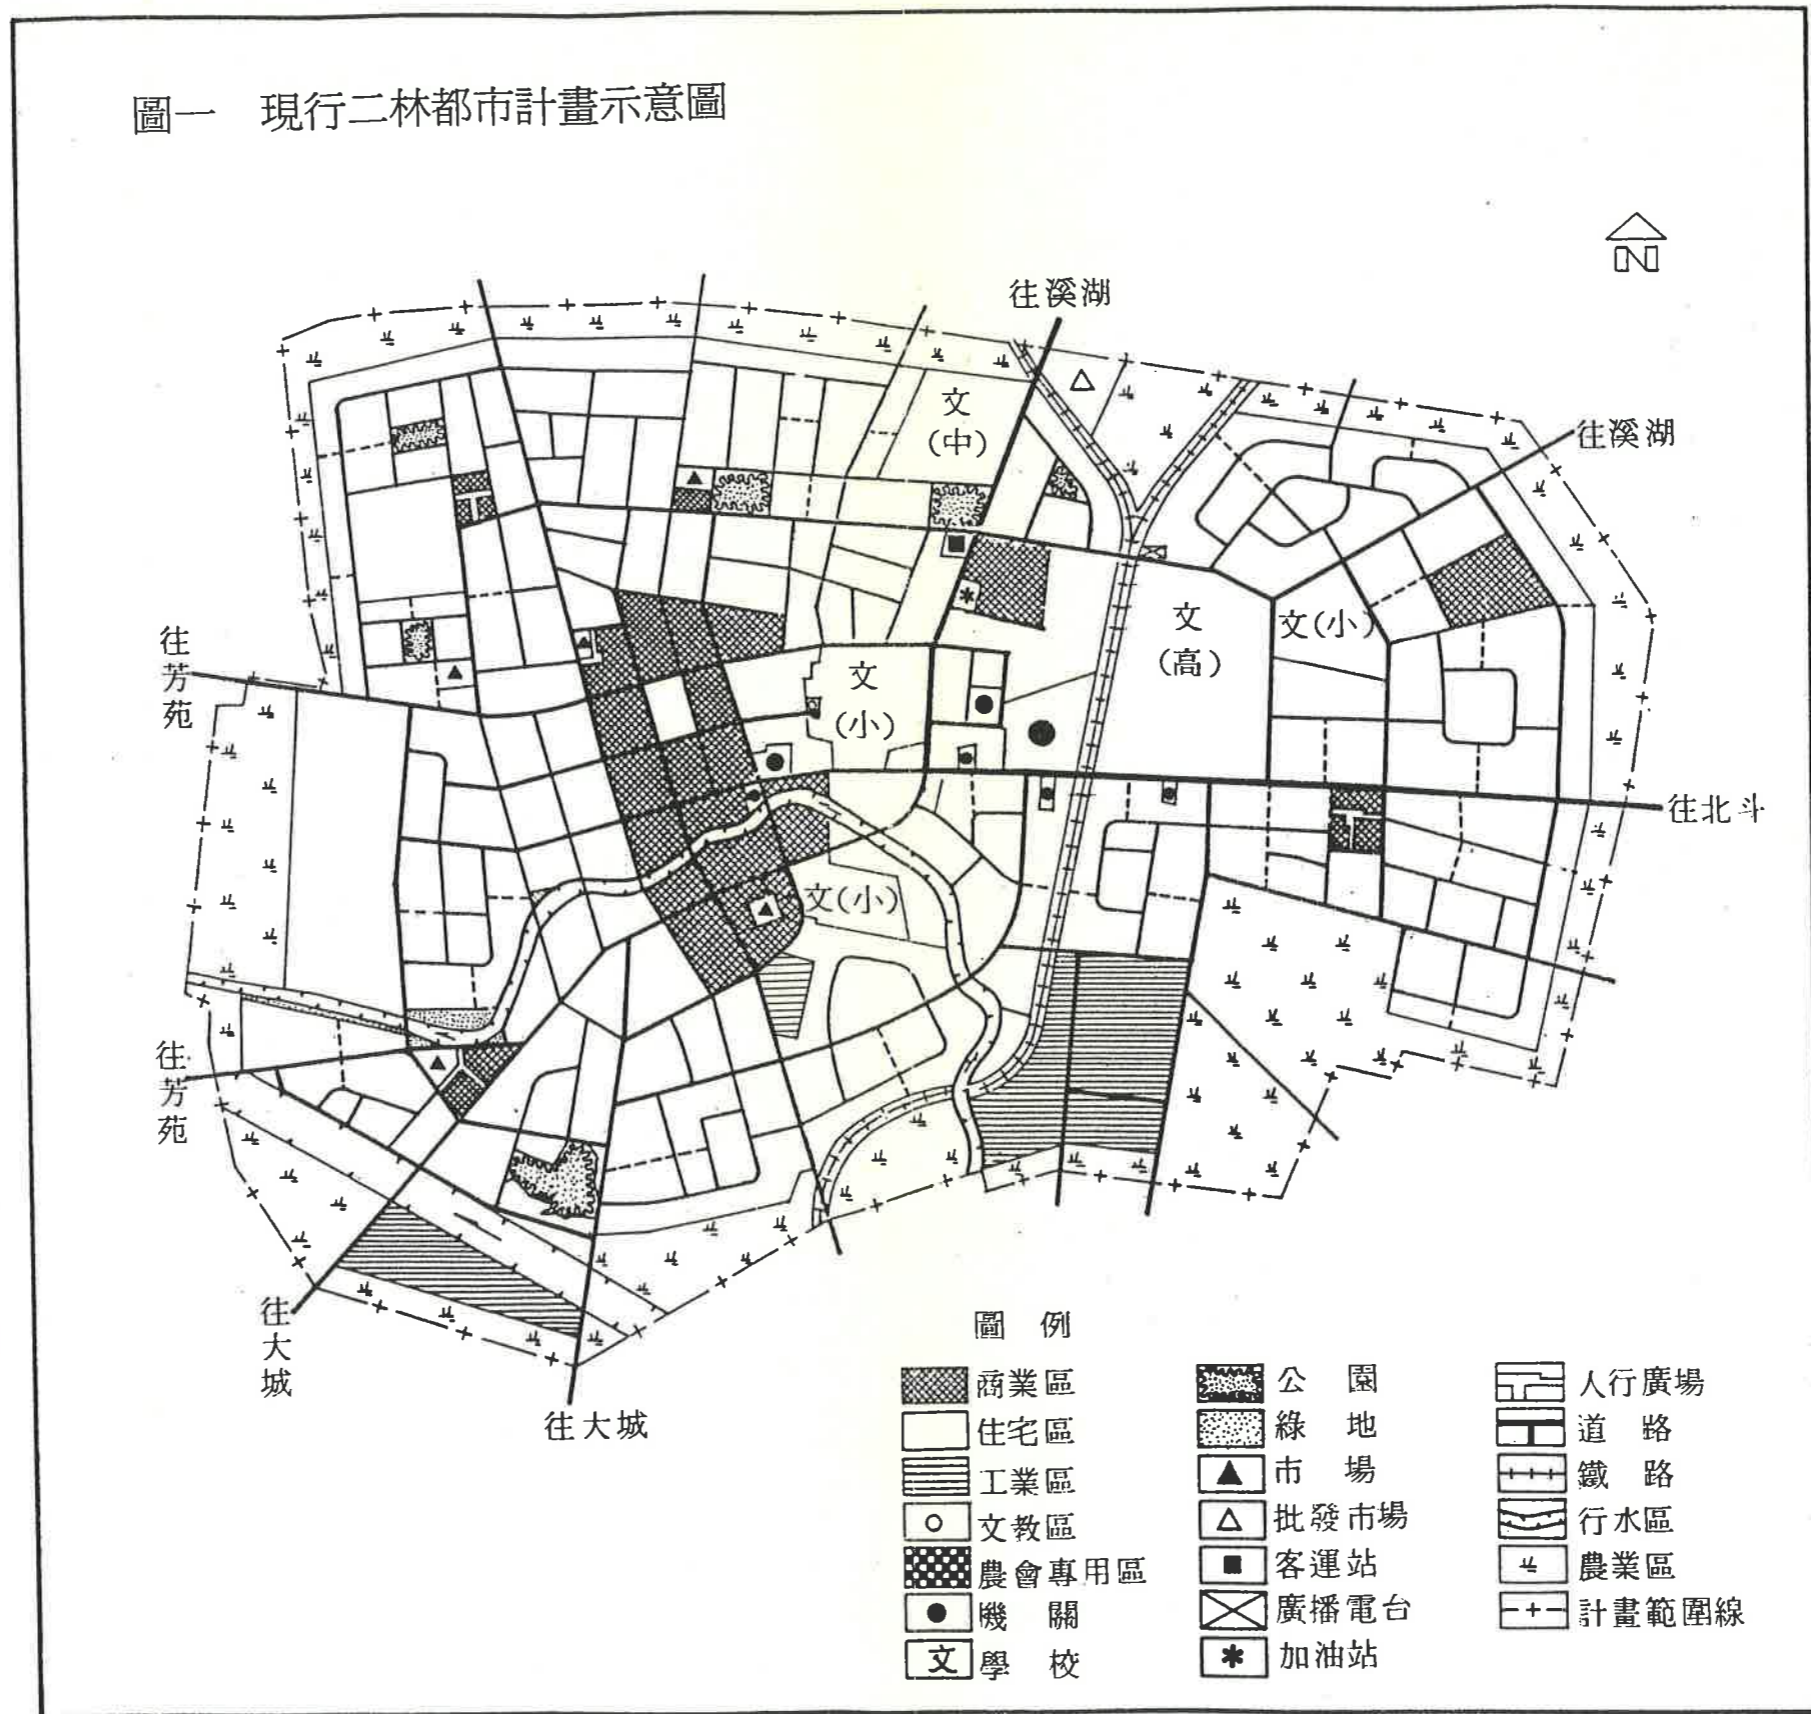 圖一 現行二林都市計畫示意圖
N
往溪湖
往溪湖
文
(中)
文
(高)
文(小)
文
(小)
往芳苑
往北斗
文(小)
往芳苑
往大城
往大城
圖 例
商業區
住宅區
工業區
文教區
農會專用區
機 關
文 學 校
公 園
綠 地
市 場
批發市場
客運站
廣播電台
加油站
人行廣場
道 路
鐵 路
行水區
農業區
計畫範圍線